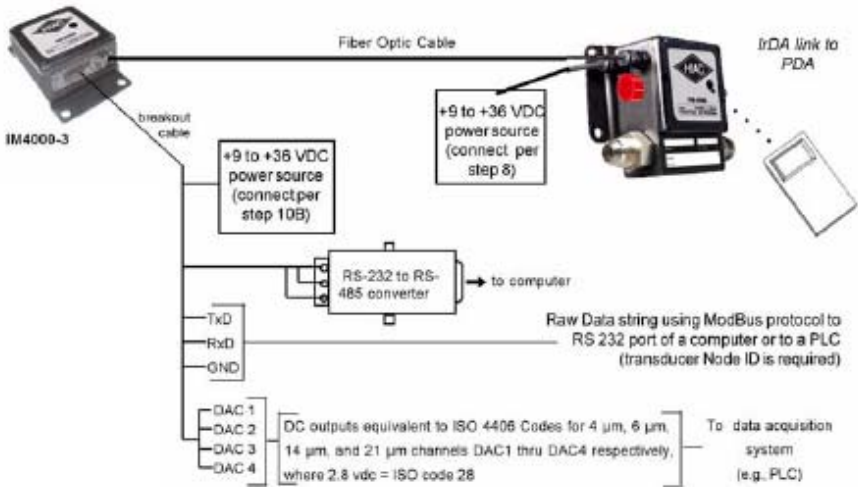 Fiber Optic Cable
IrDA link to
PDA
HIAC
breakout
cable
IM4000-3
+9 to +36 VDC
power source
(connect per
step 8)
+9 to +36 VDC
power source
(connect per
step 10B)
RS-232 to RS-
485 converter
to computer
TxD
RxD
GND
Raw Data string using ModBus protocol to
RS 232 port of a computer or to a PLC
(transducer Node ID is required)
DAC 1
DAC 2
DAC 3
DAC 4
DC outputs equivalent to ISO 4406 Codes for 4 µm, 6 µm,
14 µm, and 21 µm channels DAC1 thru DAC4 respectively,
where 2.8 vdc = ISO code 28
To data acquisition
system
(e.g., PLC)